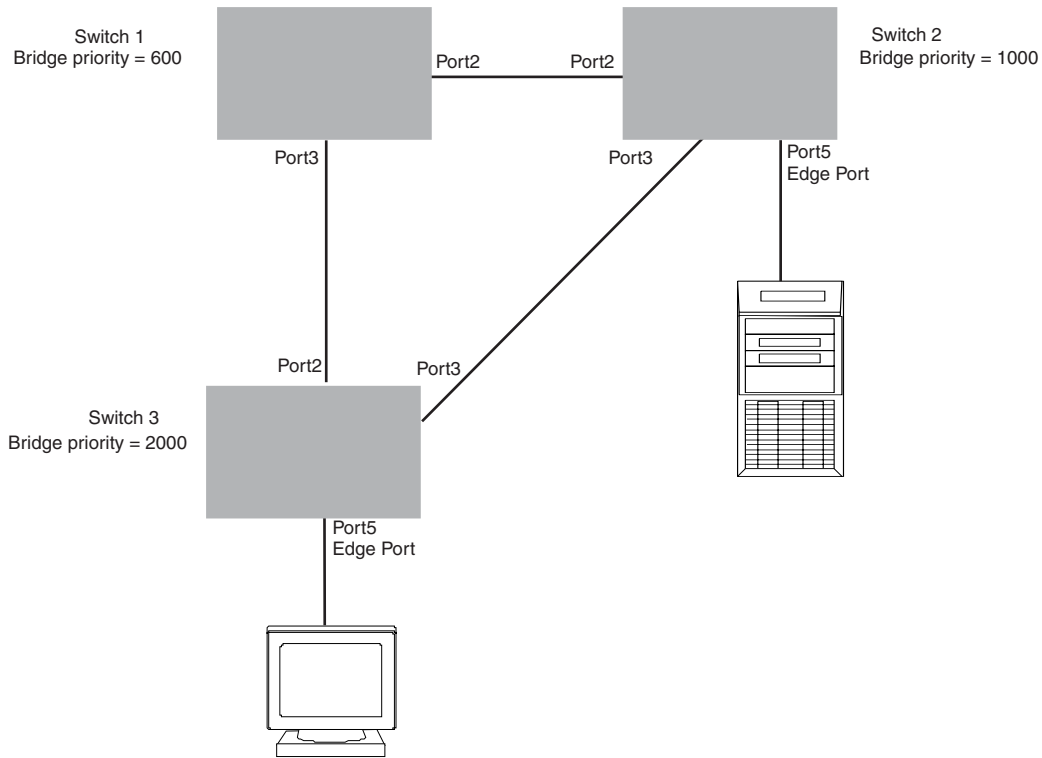 Switch 1
Bridge priority = 600
Switch 2
Bridge priority = 1000
Port2
Port2
Port3
Port3
Port5
Edge Port
Port2
Port3
Switch 3
Bridge priority = 2000
Port5
Edge Port